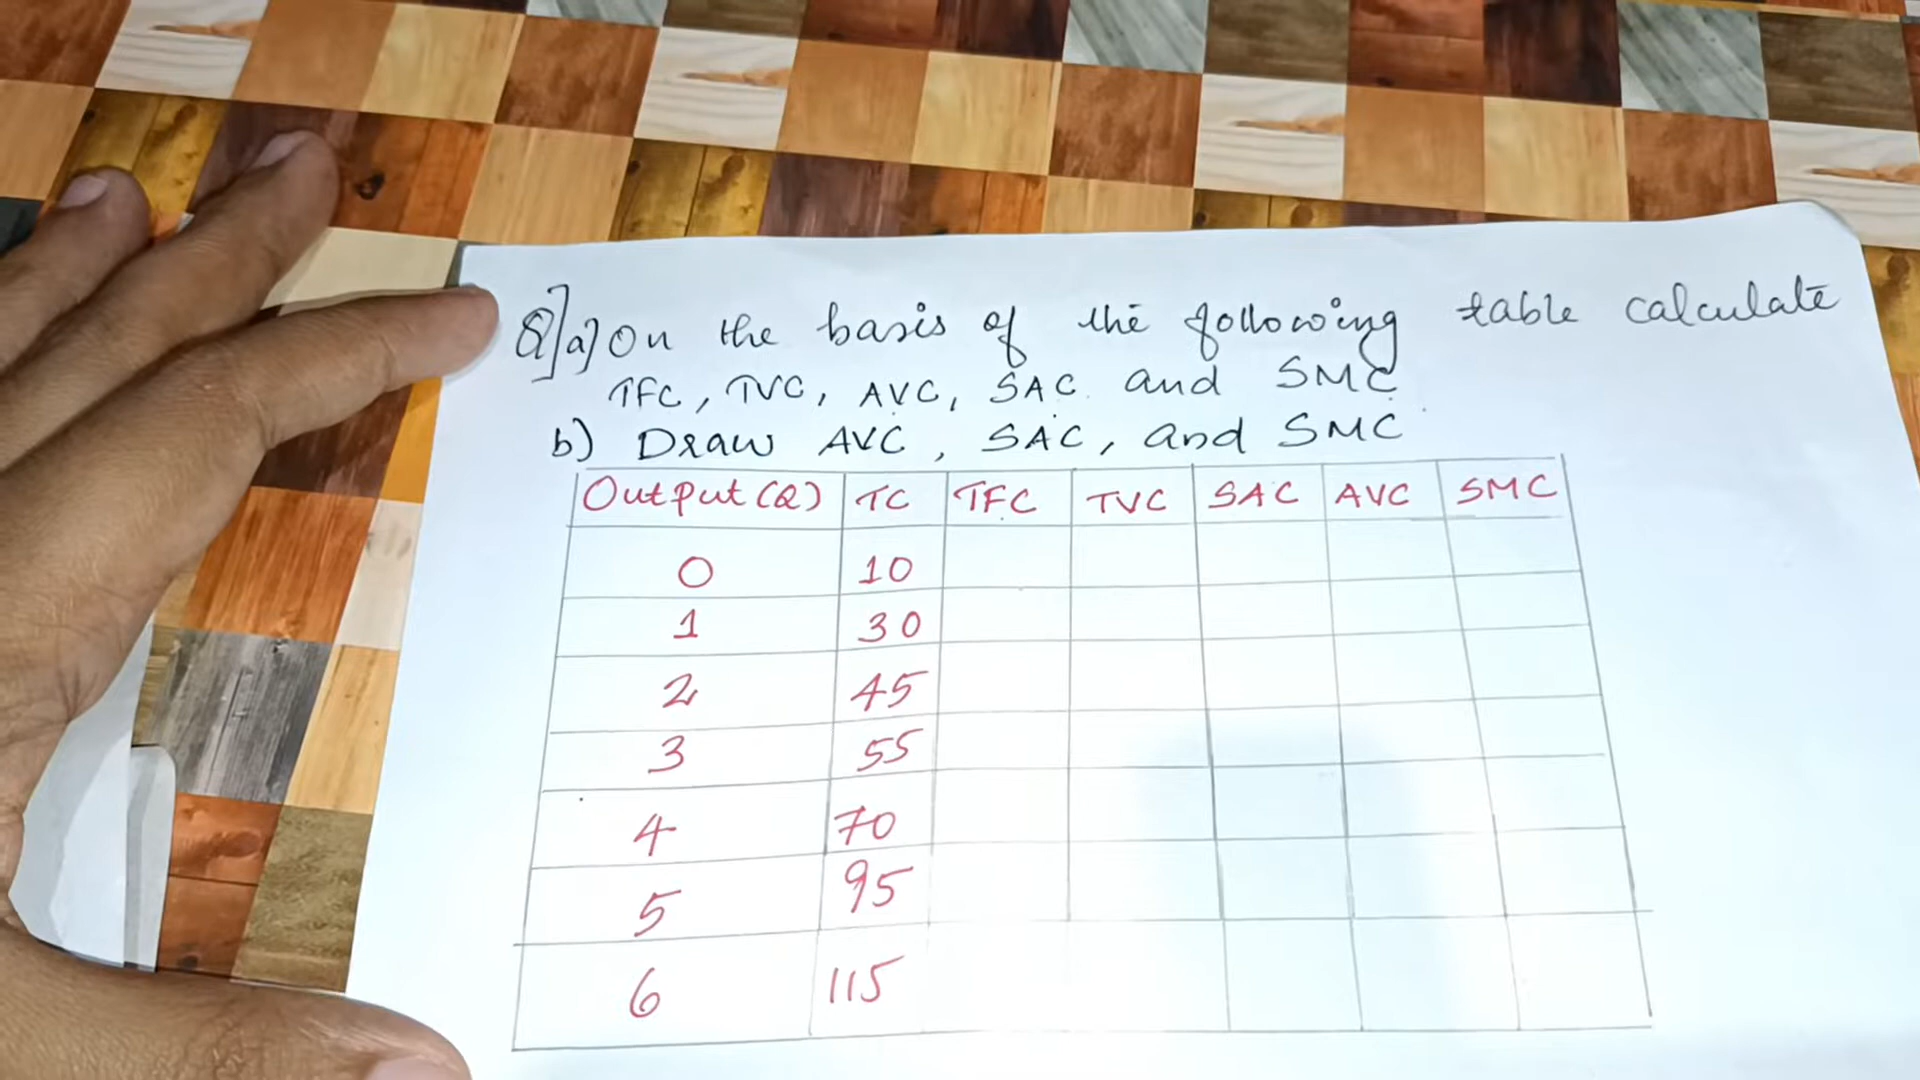 Q] a] On the basis of the following table calculate
TFC, TVC, AVC, SAC and SMC
b) Draw AVC, SAC, and SMC
Output(Q) TC TFC TVC SAC AVC SMC
0 10
1 30
2 45
3 55
4 70
5 95
6 115